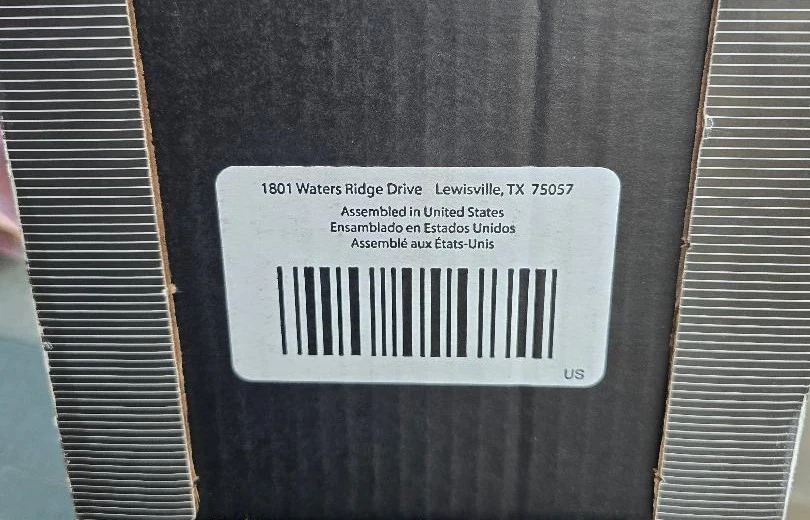 1801 Waters Ridge Drive Lewisville, TX 75057
Assembled in United States
Ensamblado en Estados Unidos
Assemblé aux États-Unis
US